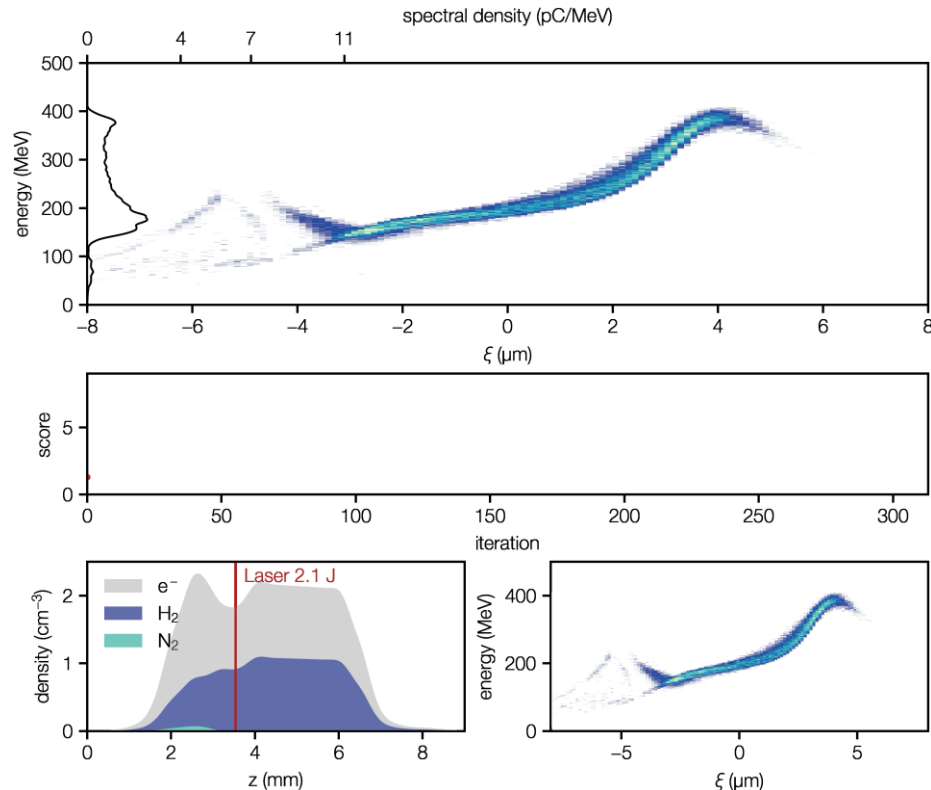 spectral density (pC/MeV)
0 4 7 11
500
400
300
200
100
0
energy (MeV)
−8 −6 −4 −2 0 2 4 6 8
ξ (μm)
5
0
score
0 50 100 150 200 250 300
iteration
2
1
0
density (cm⁻³)
e⁻
H₂
N₂
Laser 2.1 J
0 2 4 6 8
z (mm)
400
200
0
energy (MeV)
−5 0 5
ξ (μm)